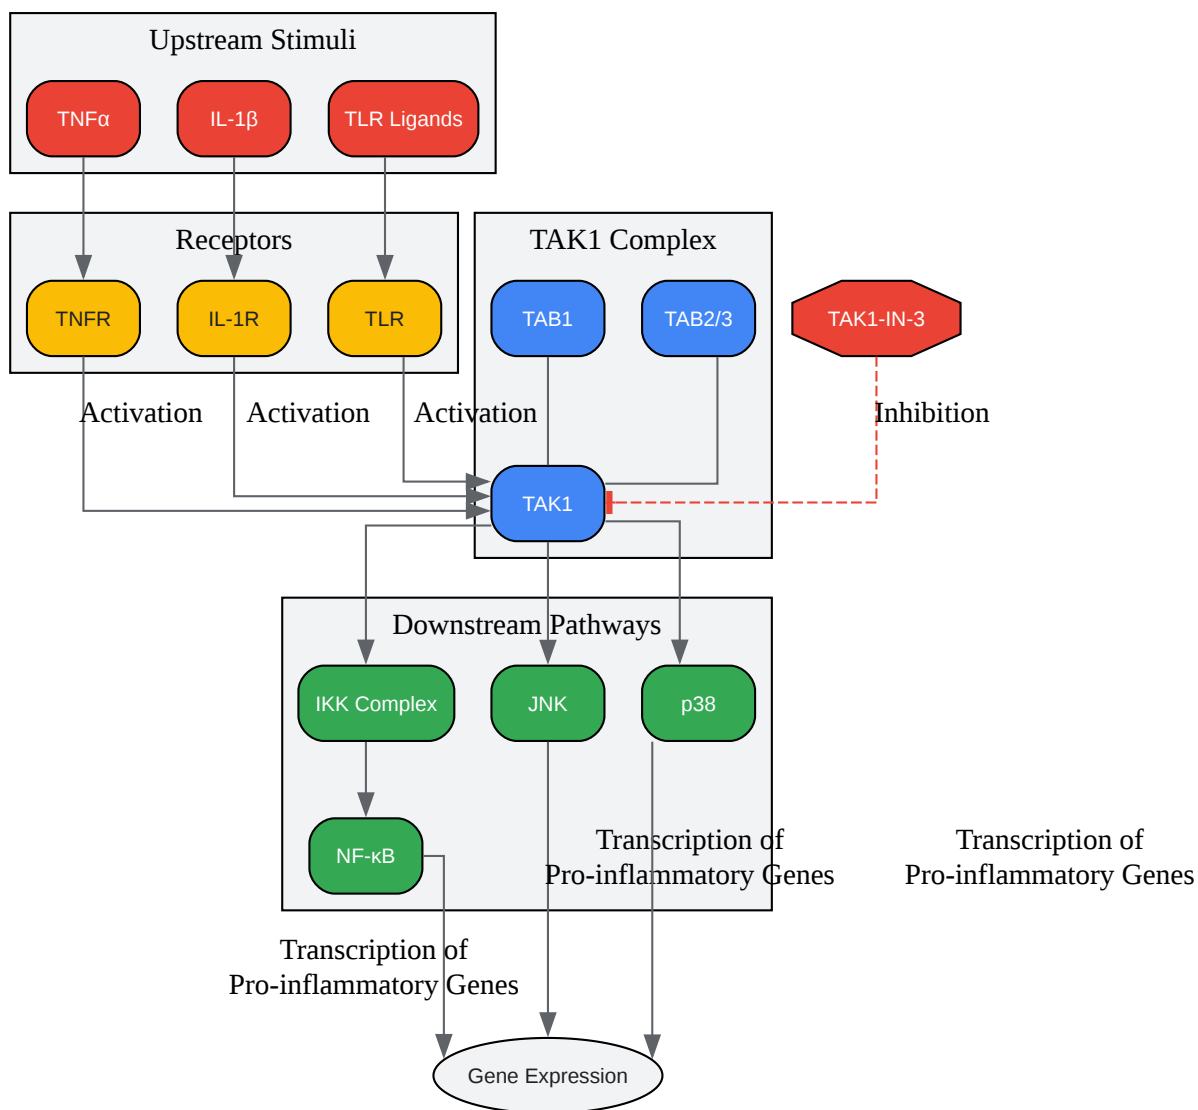 Upstream Stimuli
TNFα
IL-1β
TLR Ligands
Receptors
TAK1 Complex
TNFR
IL-1R
TLR
TAB1
TAB2/3
TAK1-IN-3
Activation
Activation
Activation
Inhibition
TAK1
Downstream Pathways
IKK Complex
JNK
p38
NF-κB
Transcription of
Pro-inflammatory Genes
Transcription of
Pro-inflammatory Genes
Transcription of
Pro-inflammatory Genes
Gene Expression